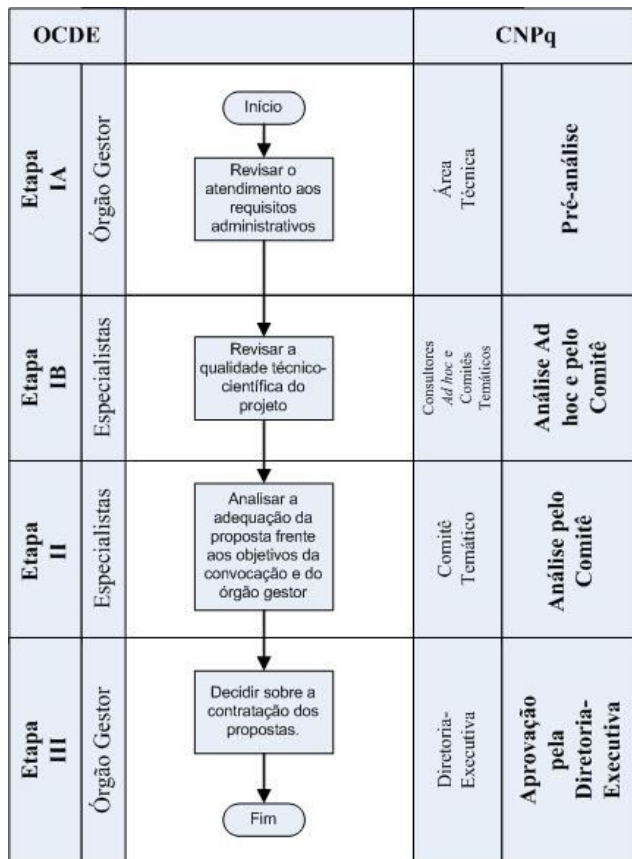 OCDE
CNPq
Etapa
IA
Órgão Gestor
Início
Revisar o
atendimento aos
requisitos
administrativos
Área
Técnica
Pré-análise
Etapa
IB
Especialistas
Revisar a
qualidade técnico-
científica do
projeto
Consultores
Ad hoc e
Comitês
Temáticos
Análise Ad
hoc e pelo
Comitê
Etapa
II
Especialistas
Analisar a
adequação da
proposta frente
aos objetivos da
convocação e do
órgão gestor
Comitê
Temático
Análise pelo
Comitê
Etapa
III
Órgão Gestor
Decidir sobre a
contratação dos
propostas.
Fim
Diretoria-
Executiva
Aprovação
pela
Diretoria-
Executiva